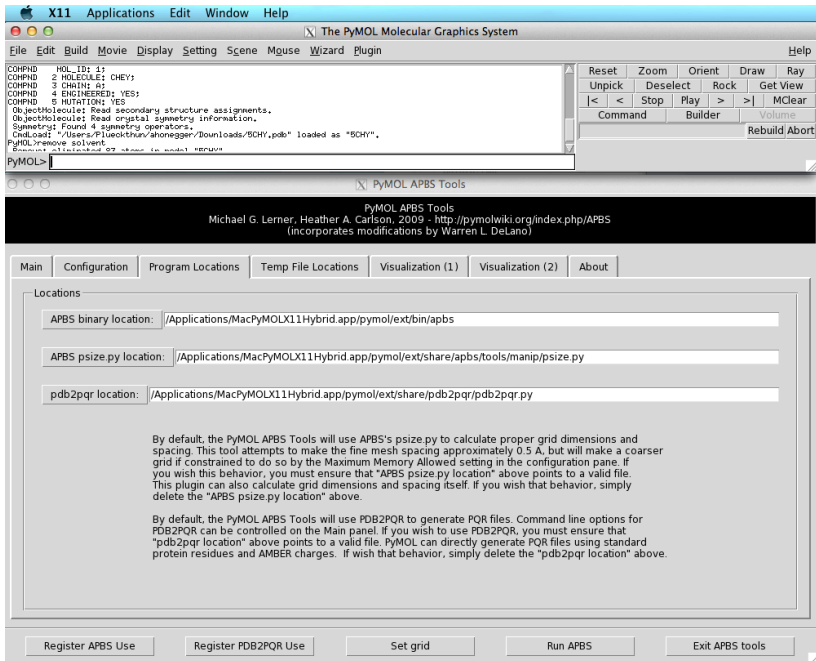 X11 Applications Edit Window Help
The PyMOL Molecular Graphics System
File Edit Build Movie Display Setting Scene Mouse Wizard Plugin Help
COMPND MOL_ID: 1;
COMPND 2 MOLECULE: CHEY;
COMPND 3 CHAIN: A;
COMPND 4 ENGINEERED: YES;
COMPND 5 MUTATION: YES
ObjectMolecule: Read secondary structure assignments.
ObjectMolecule: Read crystal symmetry information.
Symmetry: Found 4 symmetry operators.
CmdLoad: "/Users/Plueckthun/ahonegger/Downloads/5CHY.pdb" loaded as "5CHY".
PyMOL>remove solvent
Remove: eliminated 87 atoms in model "5CHY"
PyMOL>
Reset Zoom Orient Draw Ray
Unpick Deselect Rock Get View
|< < Stop Play > >| MClear
Command Builder Volume
Rebuild Abort
PyMOL APBS Tools
PyMOL APBS Tools
Michael G. Lerner, Heather A. Carlson, 2009 - http://pymolwiki.org/index.php/APBS
(incorporates modifications by Warren L. DeLano)
Main Configuration Program Locations Temp File Locations Visualization (1) Visualization (2) About
Locations
APBS binary location: /Applications/MacPyMOLX11Hybrid.app/pymol/ext/bin/apbs
APBS psize.py location: /Applications/MacPyMOLX11Hybrid.app/pymol/ext/share/apbs/tools/manip/psize.py
pdb2pqr location: /Applications/MacPyMOLX11Hybrid.app/pymol/ext/share/pdb2pqr/pdb2pqr.py
By default, the PyMOL APBS Tools will use APBS's psize.py to calculate proper grid dimensions and
spacing. This tool attempts to make the fine mesh spacing approximately 0.5 A, but will make a coarser
grid if constrained to do so by the Maximum Memory Allowed setting in the configuration pane. If
you wish this behavior, you must ensure that "APBS psize.py location" above points to a valid file.
This plugin can also calculate grid dimensions and spacing itself. If you wish that behavior, simply
delete the "APBS psize.py location" above.
By default, the PyMOL APBS Tools will use PDB2PQR to generate PQR files. Command line options for
PDB2PQR can be controlled on the Main panel. If you wish to use PDB2PQR, you must ensure that
"pdb2pqr location" above points to a valid file. PyMOL can directly generate PQR files using standard
protein residues and AMBER charges. If wish that behavior, simply delete the "pdb2pqr location" above.
Register APBS Use Register PDB2PQR Use Set grid Run APBS Exit APBS tools